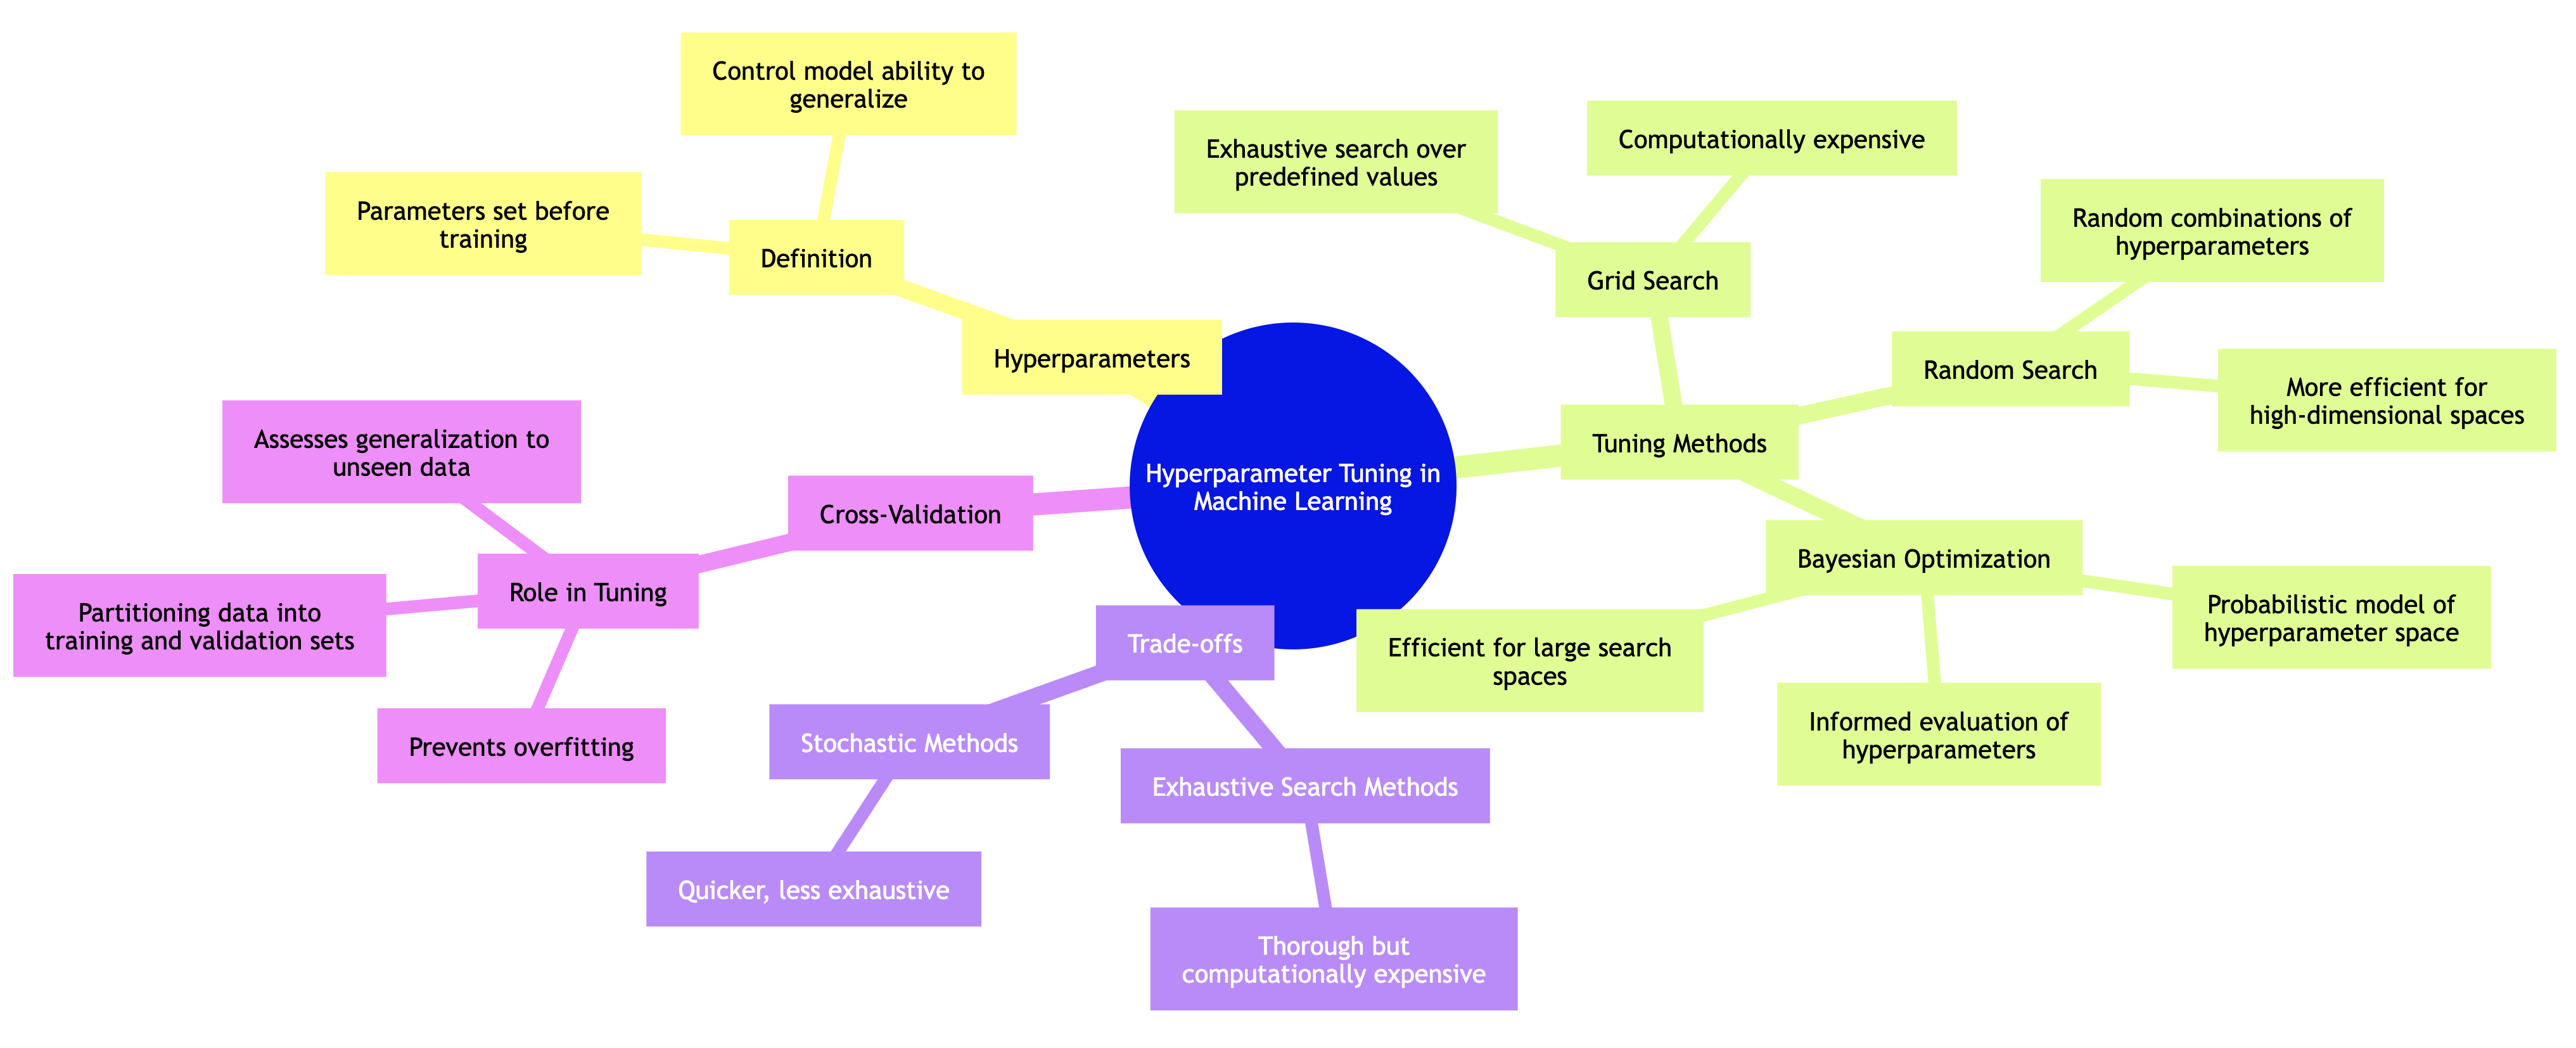 Hyperparameter Tuning in
Machine Learning
Hyperparameters
Definition
Parameters set before
training
Control model ability to
generalize
Tuning Methods
Grid Search
Exhaustive search over
predefined values
Computationally expensive
Random Search
Random combinations of
hyperparameters
More efficient for
high-dimensional spaces
Bayesian Optimization
Probabilistic model of
hyperparameter space
Informed evaluation of
hyperparameters
Efficient for large search
spaces
Cross-Validation
Role in Tuning
Assesses generalization to
unseen data
Partitioning data into
training and validation sets
Prevents overfitting
Trade-offs
Stochastic Methods
Quicker, less exhaustive
Exhaustive Search Methods
Thorough but
computationally expensive